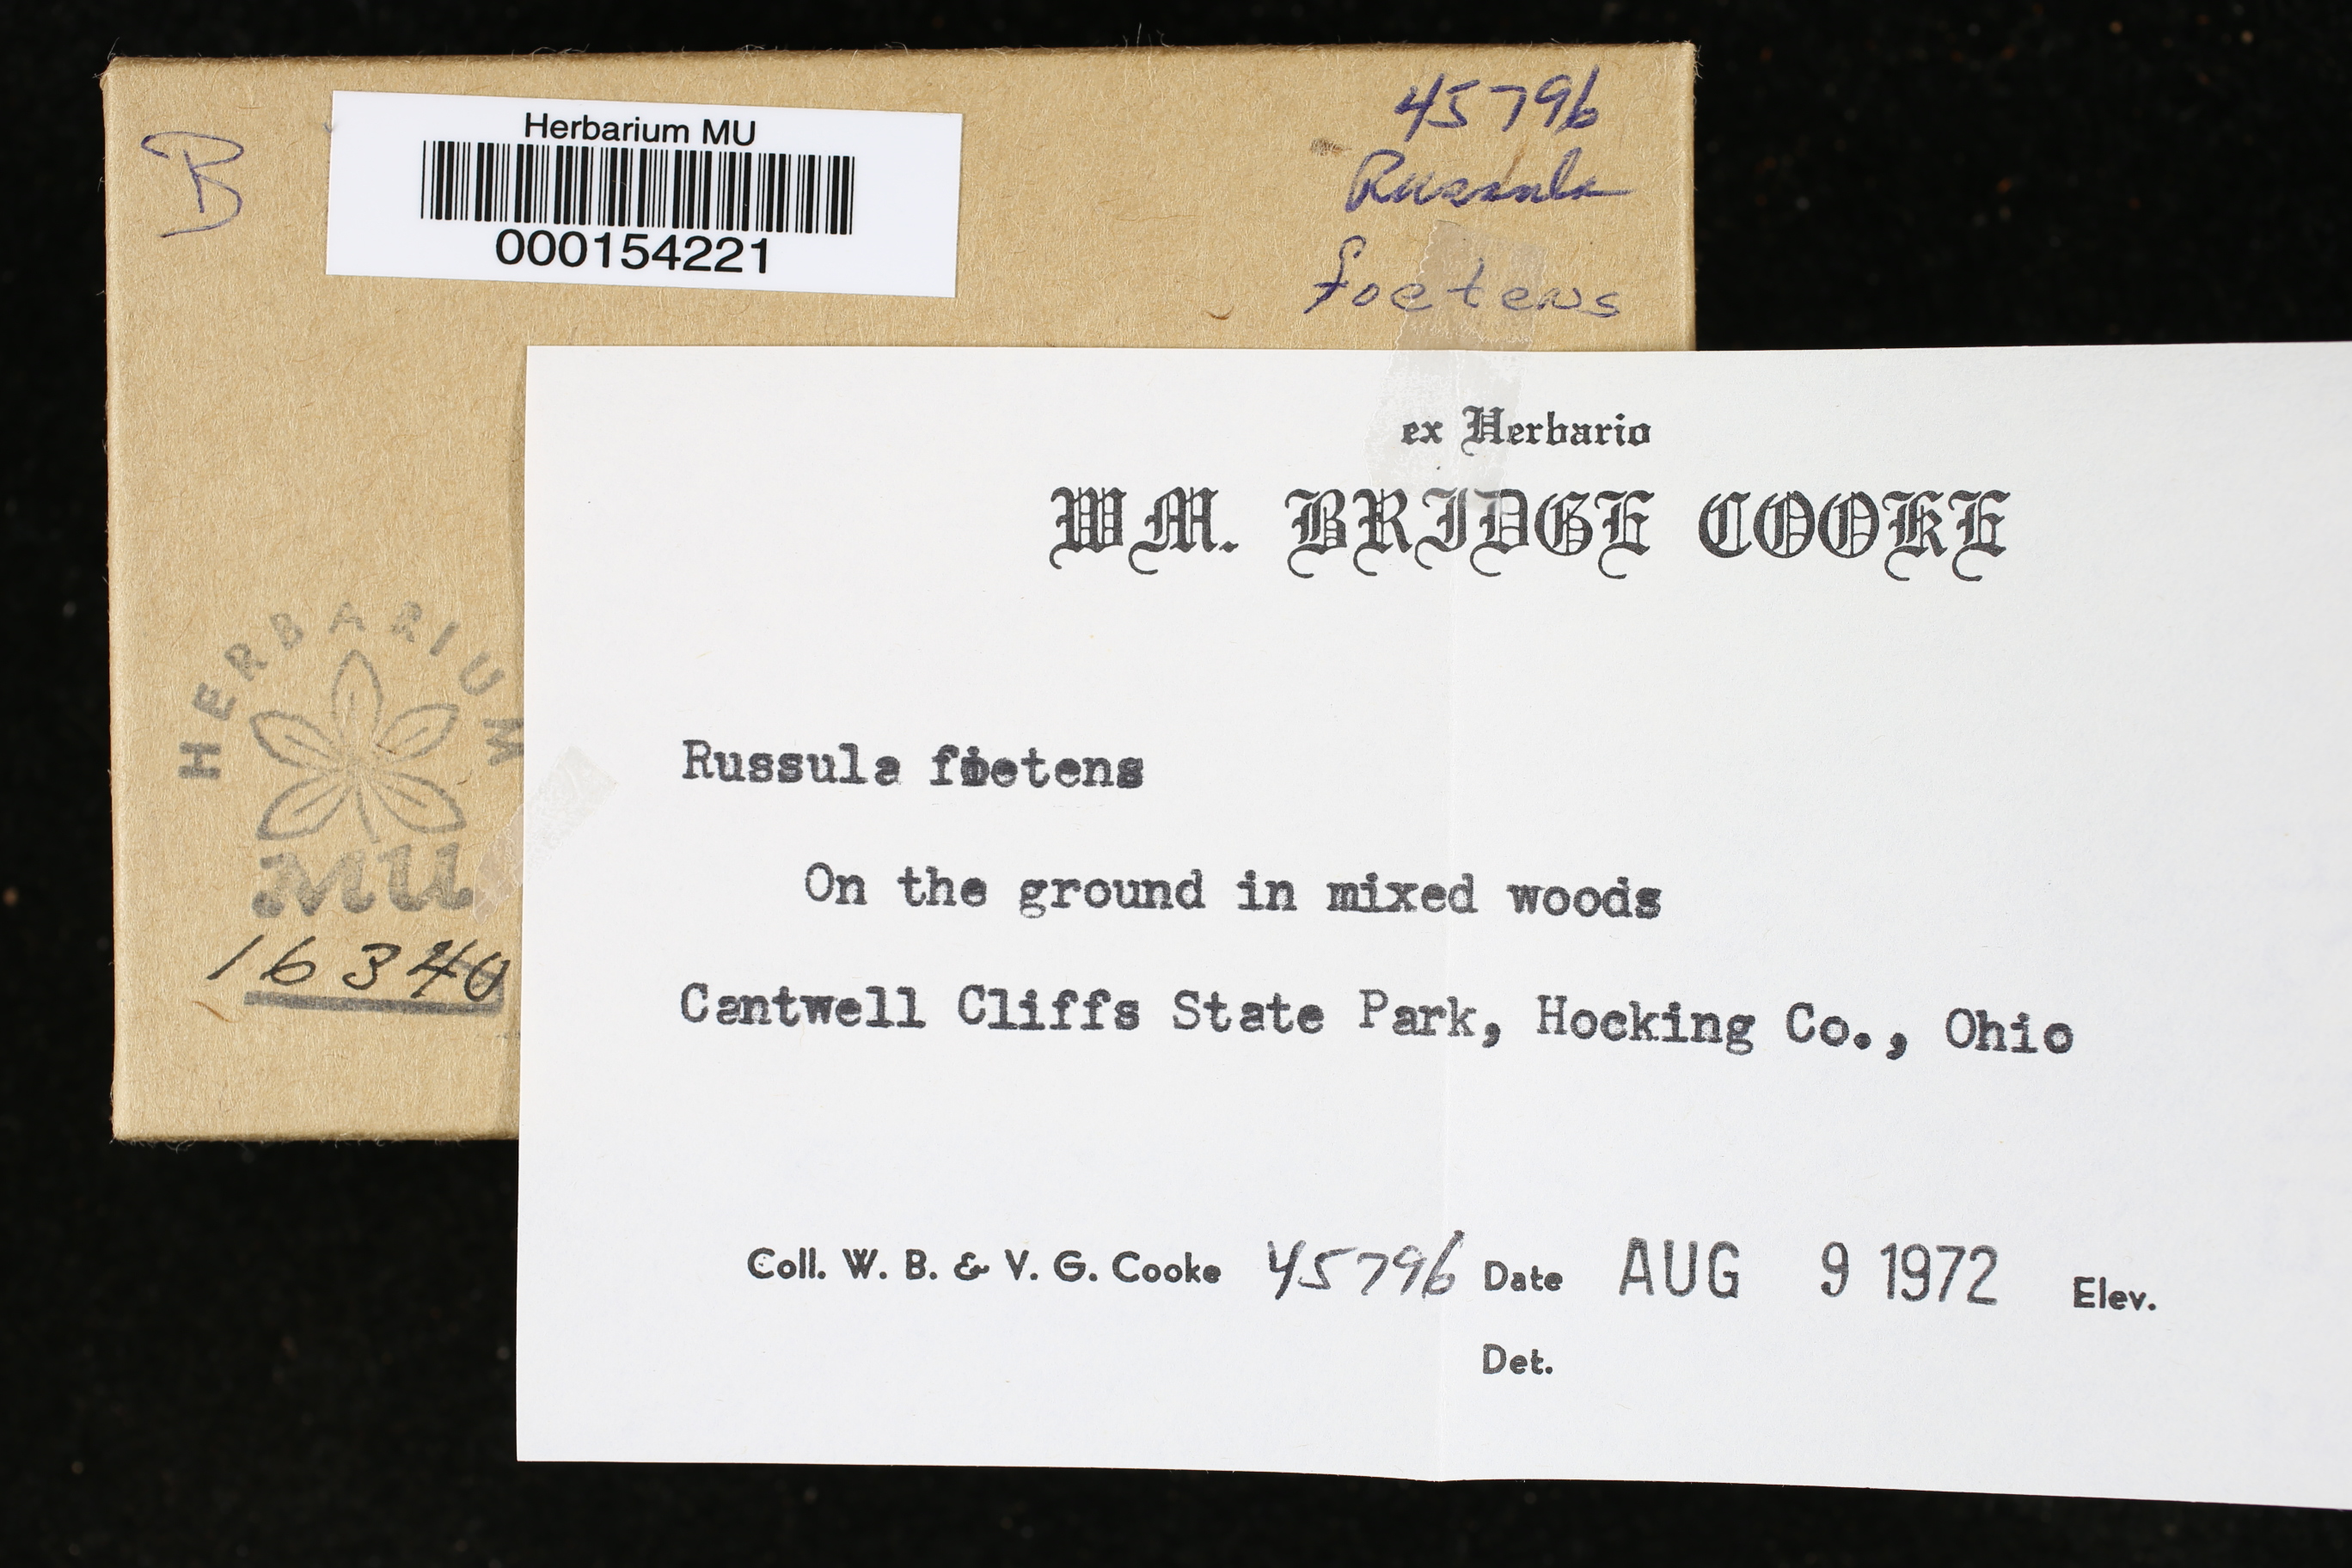 B
Herbarium MU
000154221
45796
Russula
foetens
HERBARIUM
MU
16340
ex Herbario
WM. BRIDGE COOKE
Russula foetens
On the ground in mixed woods
Cantwell Cliffs State Park, Hocking Co., Ohio
Coll. W. B. & V. G. Cooke 45796 Date AUG 9 1972 Elev.
Det.